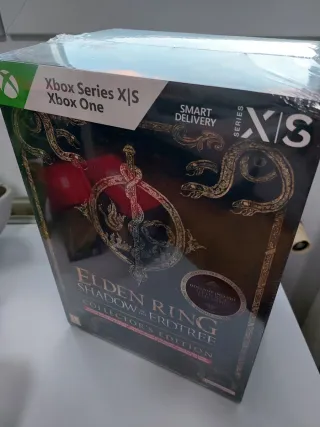 Xbox Series X|S
Xbox One
SMART
DELIVERY
SERIES
X|S
ELDEN RING
SHADOW OF THE ERDTREE
COLLECTOR'S EDITION